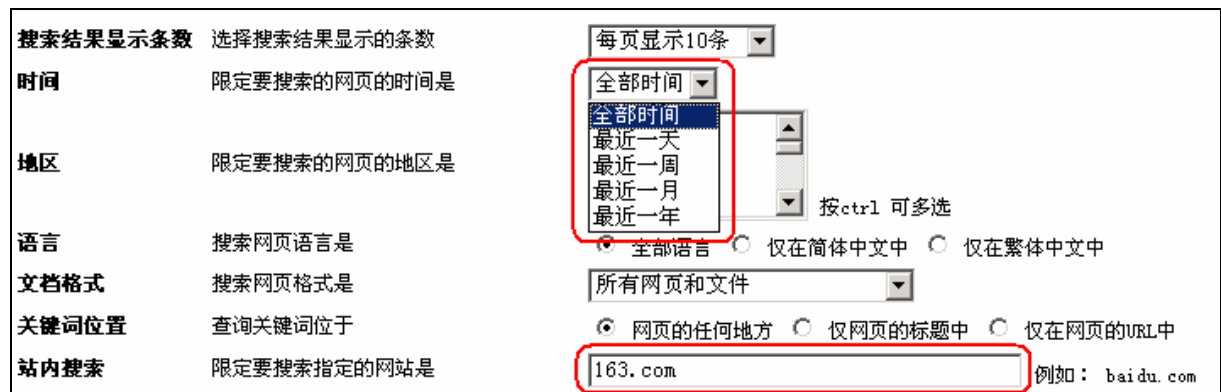 搜索结果显示条数 选择搜索结果显示的条数 每页显示10条
时间 限定要搜索的网页的时间是 全部时间
全部时间
最近一天
最近一周
地区 限定要搜索的网页的地区是
最近一月
最近一年 按ctrl 可多选
语言 搜索网页语言是 全部语言 仅在简体中文中 仅在繁体中文中
文档格式 搜索网页格式是 所有网页和文件
关键词位置 查询关键词位于 网页的任何地方 仅网页的标题中 仅在网页的URL中
站内搜索 限定要搜索指定的网站是 163.com 例如： baidu.com